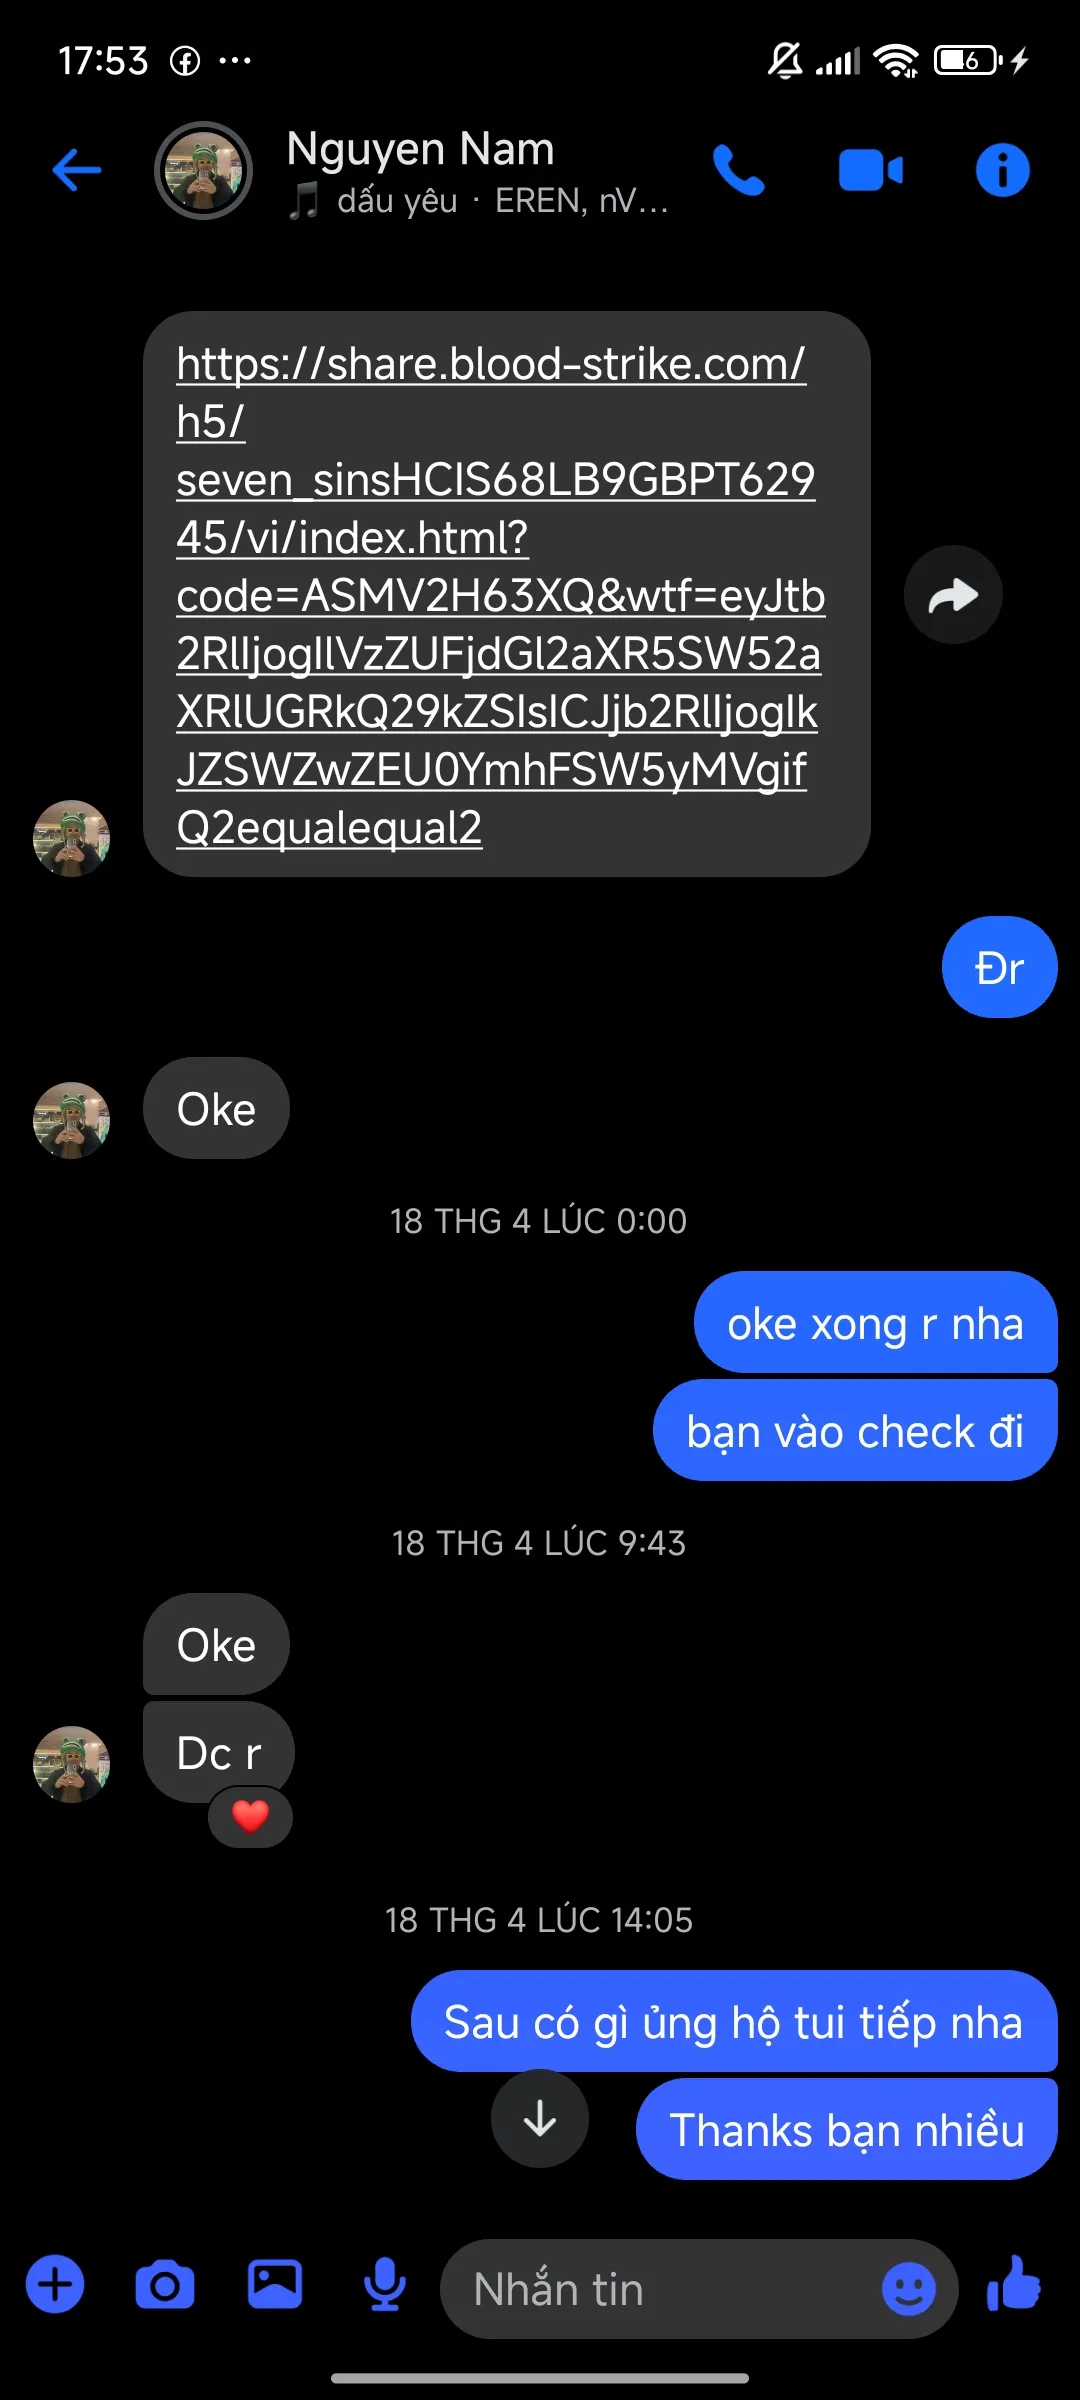 17:53
46
Nguyen Nam
dấu yêu · EREN, nV...
https://share.blood-strike.com/
h5/
seven_sinsHCIS68LB9GBPT629
45/vi/index.html?
code=ASMV2H63XQ&wtf=eyJtb
2RlIjogIlVzZUFjdGl2aXR5SW52a
XRlUGRkQ29kZSIsICJjb2RlIjogIk
JZSWZwZEU0YmhFSW5yMVgif
Q2equalequal2
Đr
Oke
18 THG 4 LÚC 0:00
oke xong r nha
bạn vào check đi
18 THG 4 LÚC 9:43
Oke
Dc r
18 THG 4 LÚC 14:05
Sau có gì ủng hộ tui tiếp nha
Thanks bạn nhiều
Nhắn tin